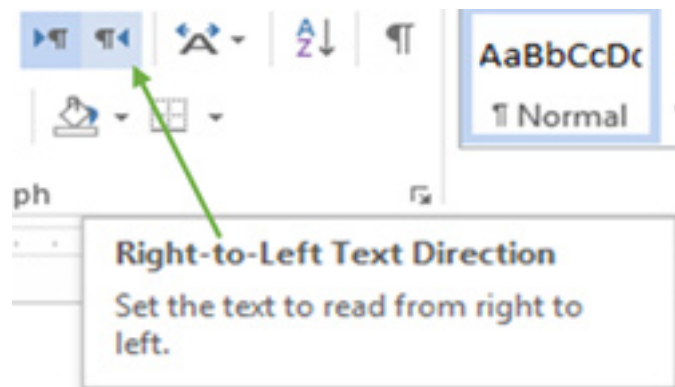 AaBbCcDc
¶ Normal
ph
Right-to-Left Text Direction
Set the text to read from right to
left.